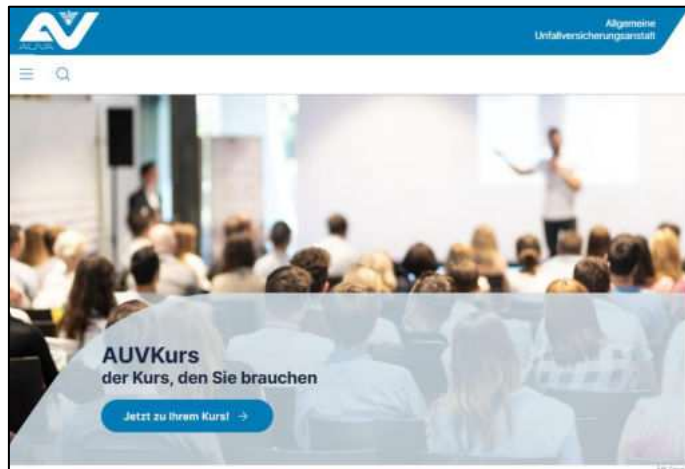 AUVA
Allgemeine
Unfallversicherungsanstalt
AUVKurs
der Kurs, den Sie brauchen
Jetzt zu Ihrem Kurs! →